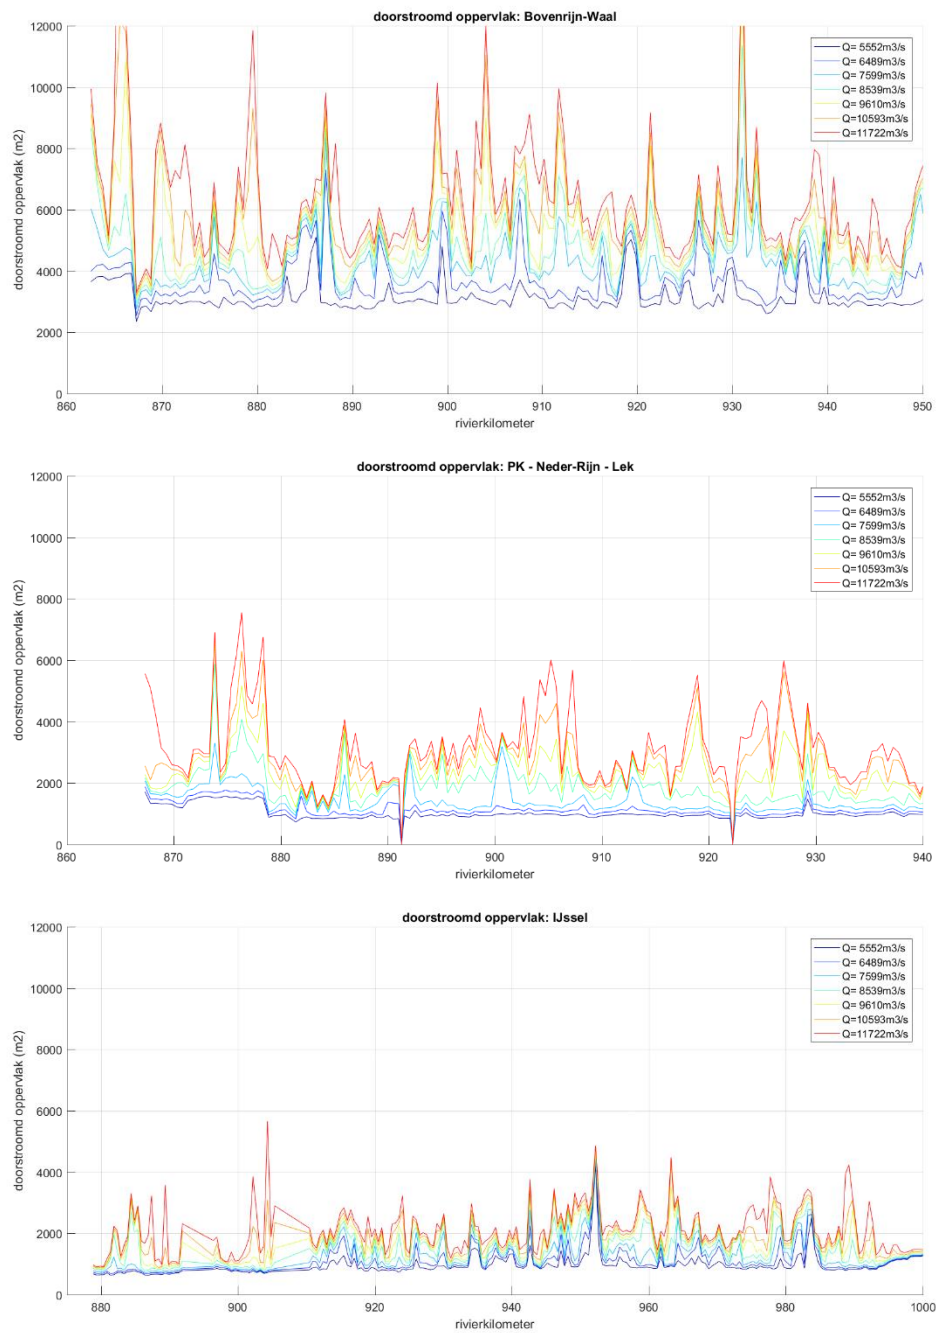 doorstroomd oppervlak: Bovenrijn-Waal
12000
10000
8000
6000
4000
2000
0
doorstroomd oppervlak (m2)
Q= 5552m3/s
Q= 6489m3/s
Q= 7599m3/s
Q= 8539m3/s
Q= 9610m3/s
Q=10593m3/s
Q=11722m3/s
860 870 880 890 900 910 920 930 940 950
rivierkilometer
doorstroomd oppervlak: PK - Neder-Rijn - Lek
12000
10000
8000
6000
4000
2000
0
doorstroomd oppervlak (m2)
Q= 5552m3/s
Q= 6489m3/s
Q= 7599m3/s
Q= 8539m3/s
Q= 9610m3/s
Q=10593m3/s
Q=11722m3/s
860 870 880 890 900 910 920 930 940
rivierkilometer
doorstroomd oppervlak: IJssel
12000
10000
8000
6000
4000
2000
0
doorstroomd oppervlak (m2)
Q= 5552m3/s
Q= 6489m3/s
Q= 7599m3/s
Q= 8539m3/s
Q= 9610m3/s
Q=10593m3/s
Q=11722m3/s
880 900 920 940 960 980 1000
rivierkilometer